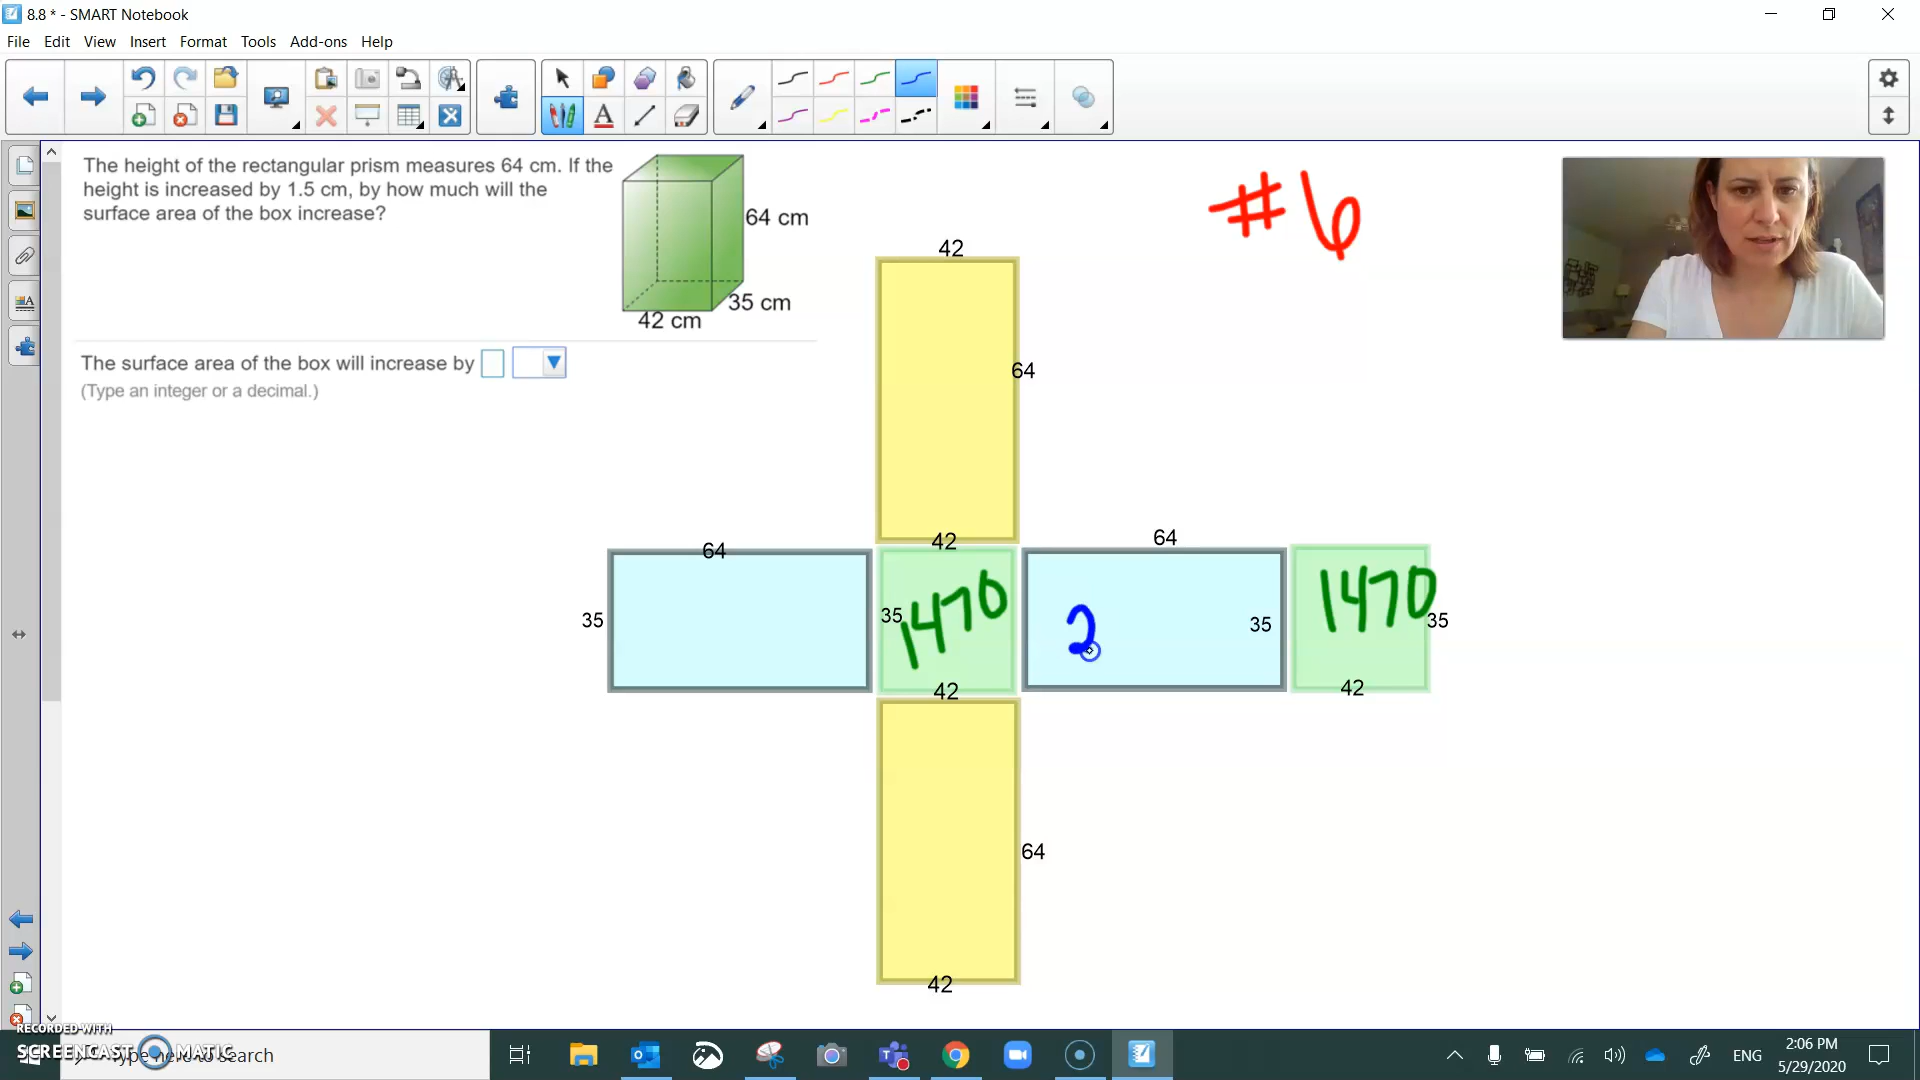 8.8 * - SMART Notebook
File Edit View Insert Format Tools Add-ons Help
The height of the rectangular prism measures 64 cm. If the
height is increased by 1.5 cm, by how much will the
surface area of the box increase?
64 cm
35 cm
42 cm
#6
The surface area of the box will increase by
(Type an integer or a decimal.)
42
64
42
64
64
35
35
1470
2
35
1470
35
42
42
64
42
RECORDED WITH
SCREENCAST MATIC
Type here to search
ENG
2:06 PM
5/29/2020